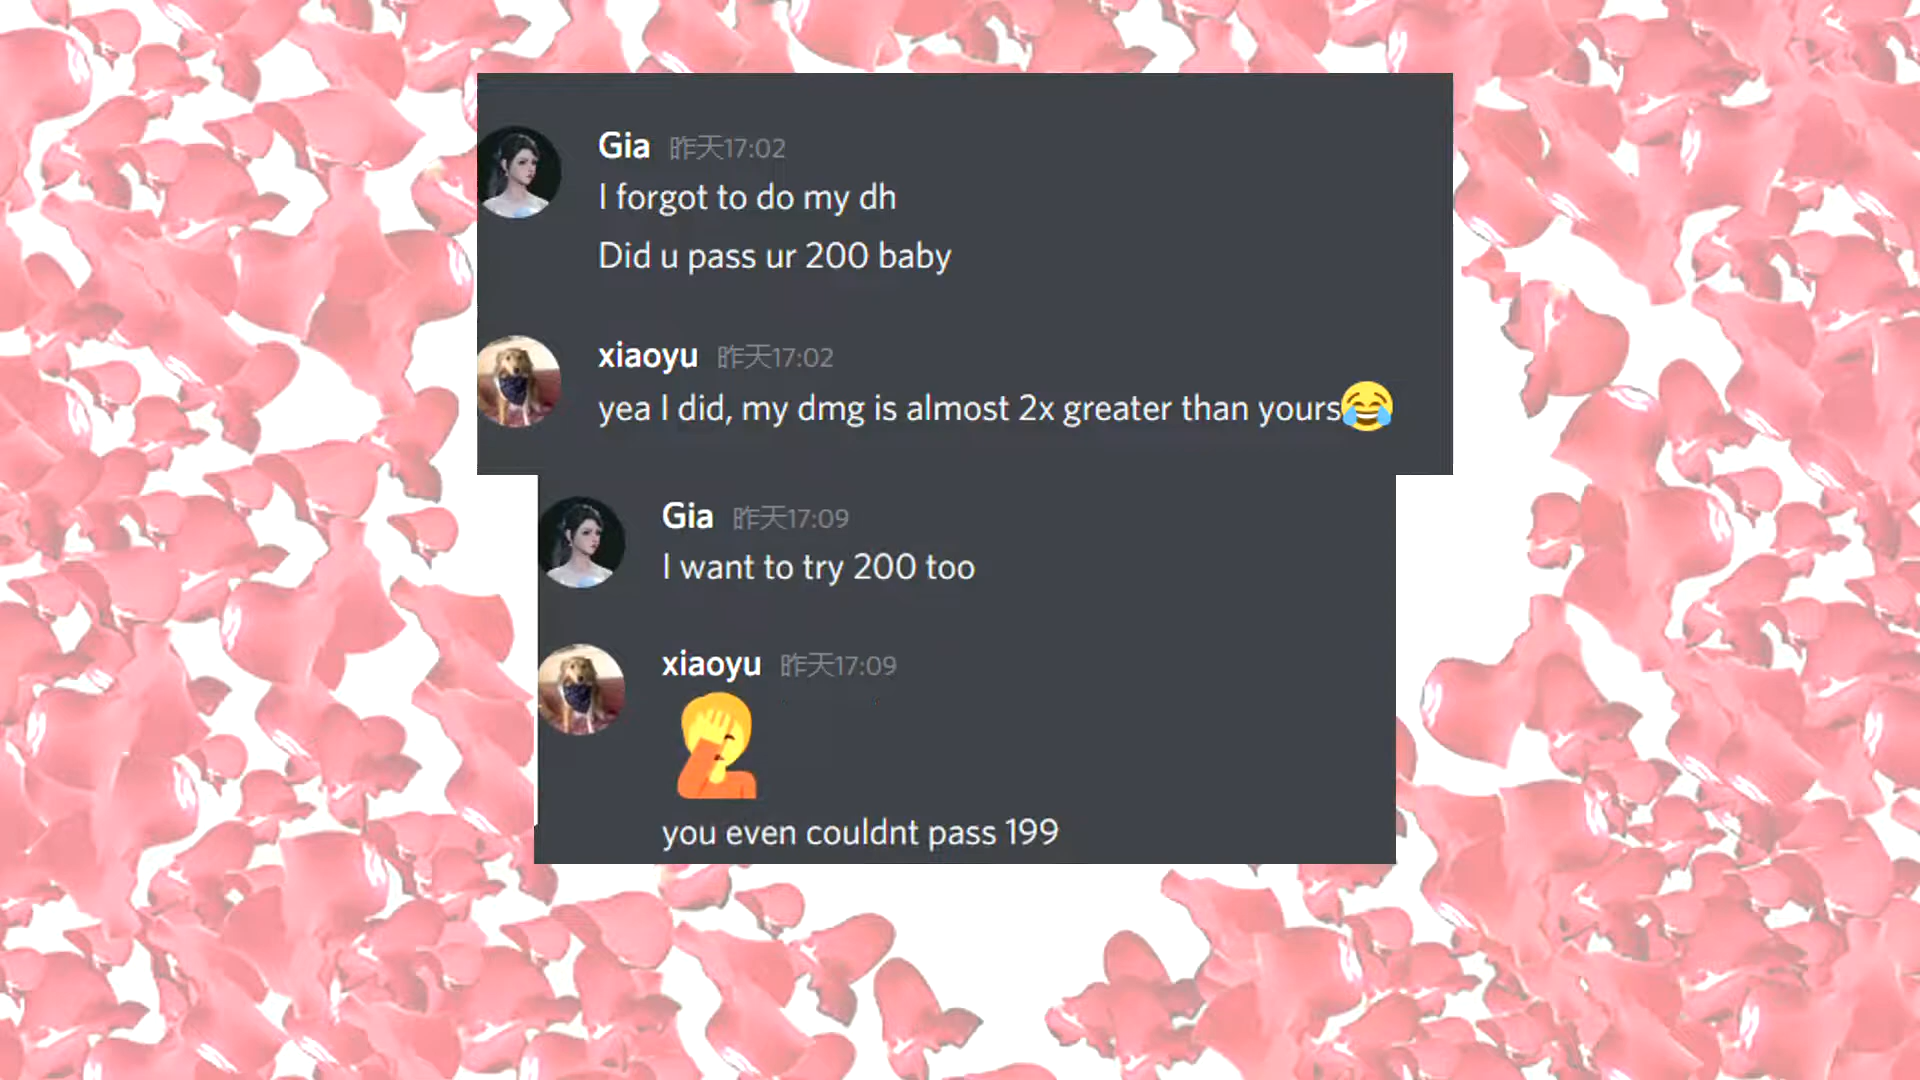 Gia 昨天17:02
I forgot to do my dh
Did u pass ur 200 baby
xiaoyu 昨天17:02
yea I did, my dmg is almost 2x greater than yours😂
Gia 昨天17:09
I want to try 200 too
xiaoyu 昨天17:09
🤦
you even couldnt pass 199